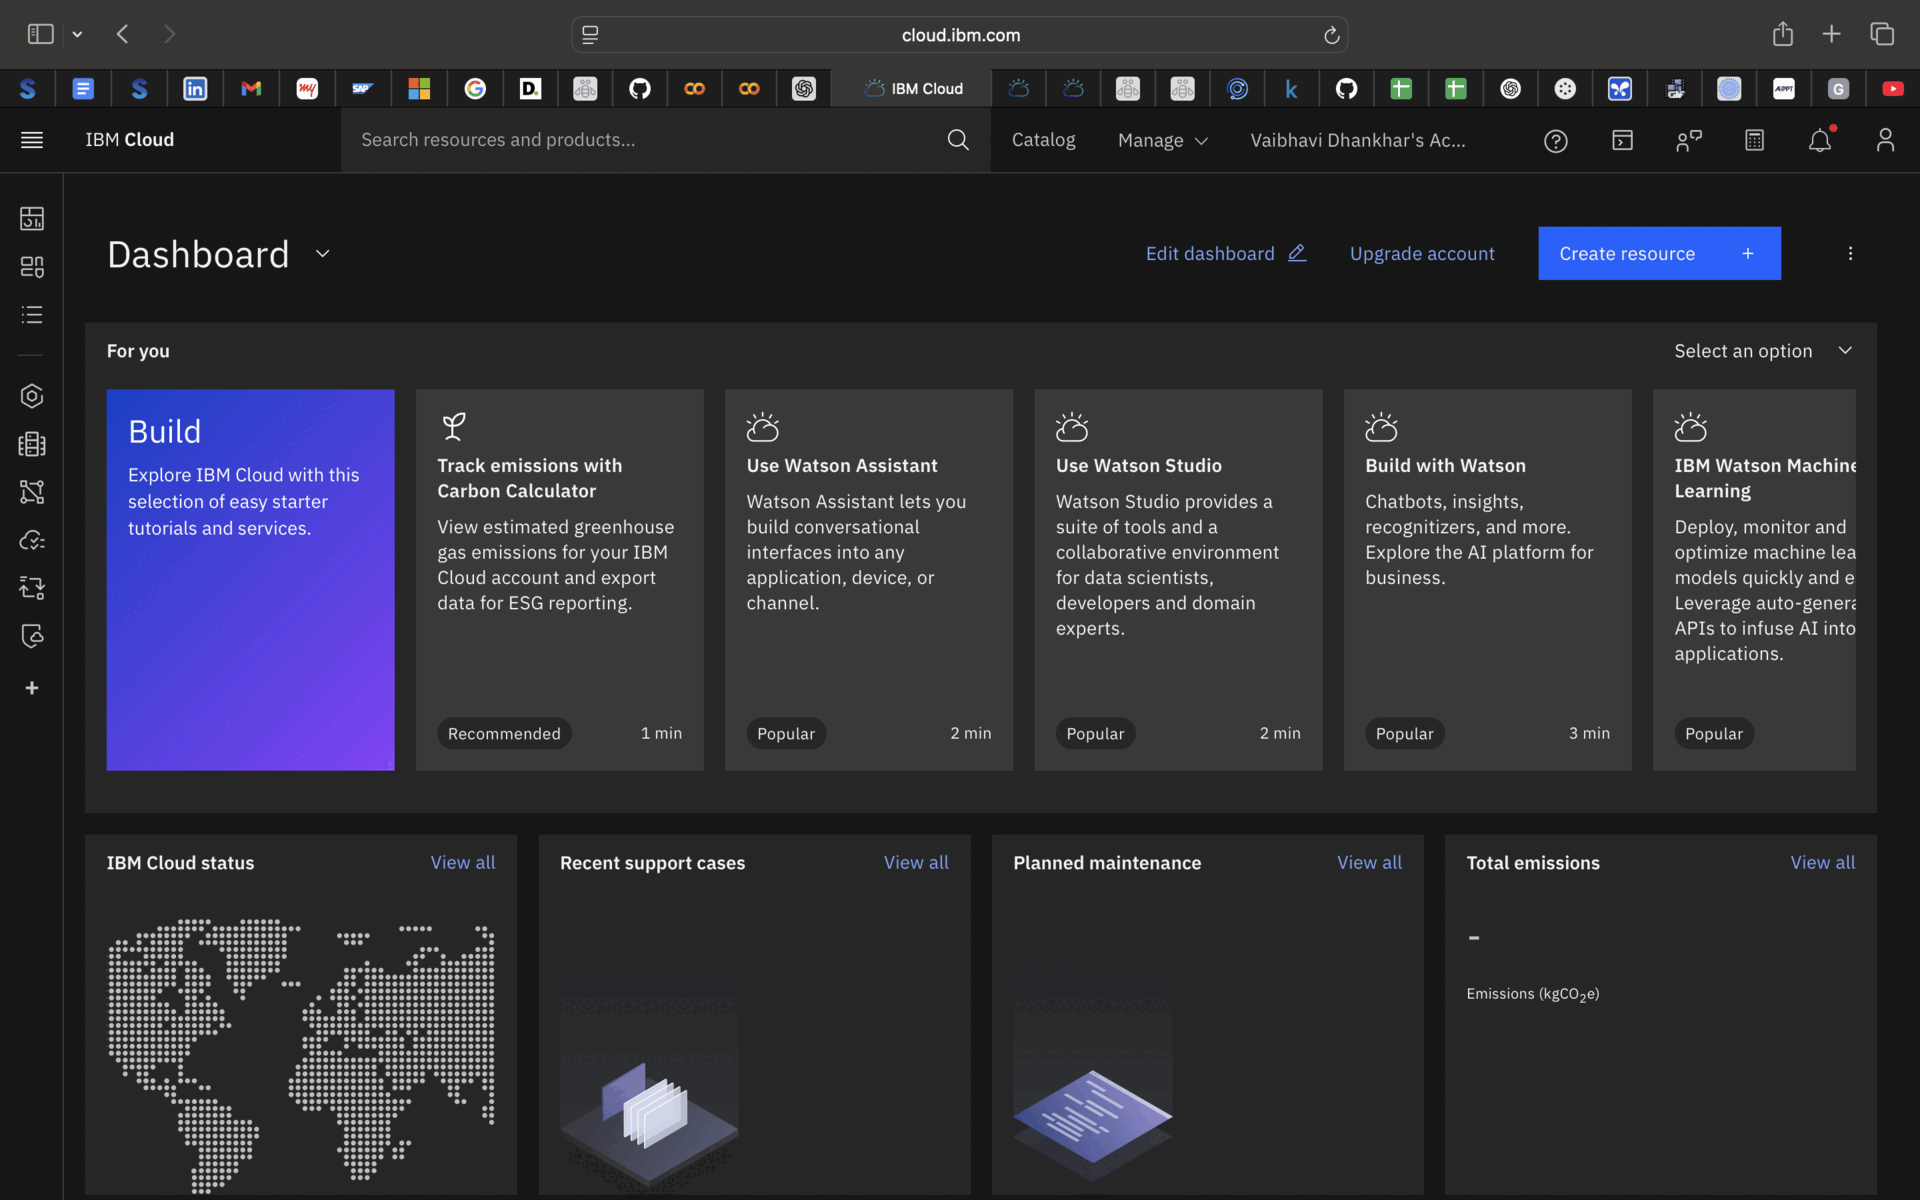 cloud.ibm.com
IBM Cloud
IBM Cloud
Search resources and products...
Catalog
Manage
Vaibhavi Dhankhar's Ac...
Dashboard
Edit dashboard
Upgrade account
Create resource +
For you
Select an option
Build
Explore IBM Cloud with this
selection of easy starter
tutorials and services.
Track emissions with
Carbon Calculator
View estimated greenhouse
gas emissions for your IBM
Cloud account and export
data for ESG reporting.
Recommended
1 min
Use Watson Assistant
Watson Assistant lets you
build conversational
interfaces into any
application, device, or
channel.
Popular
2 min
Use Watson Studio
Watson Studio provides a
suite of tools and a
collaborative environment
for data scientists,
developers and domain
experts.
Popular
2 min
Build with Watson
Chatbots, insights,
recognitizers, and more.
Explore the AI platform for
business.
Popular
3 min
IBM Watson Machine
Learning
Deploy, monitor and
optimize machine lea
models quickly and e
Leverage auto-genera
APIs to infuse AI into
applications.
Popular
IBM Cloud status
View all
Recent support cases
View all
Planned maintenance
View all
Total emissions
View all
-
Emissions (kgCO2e)